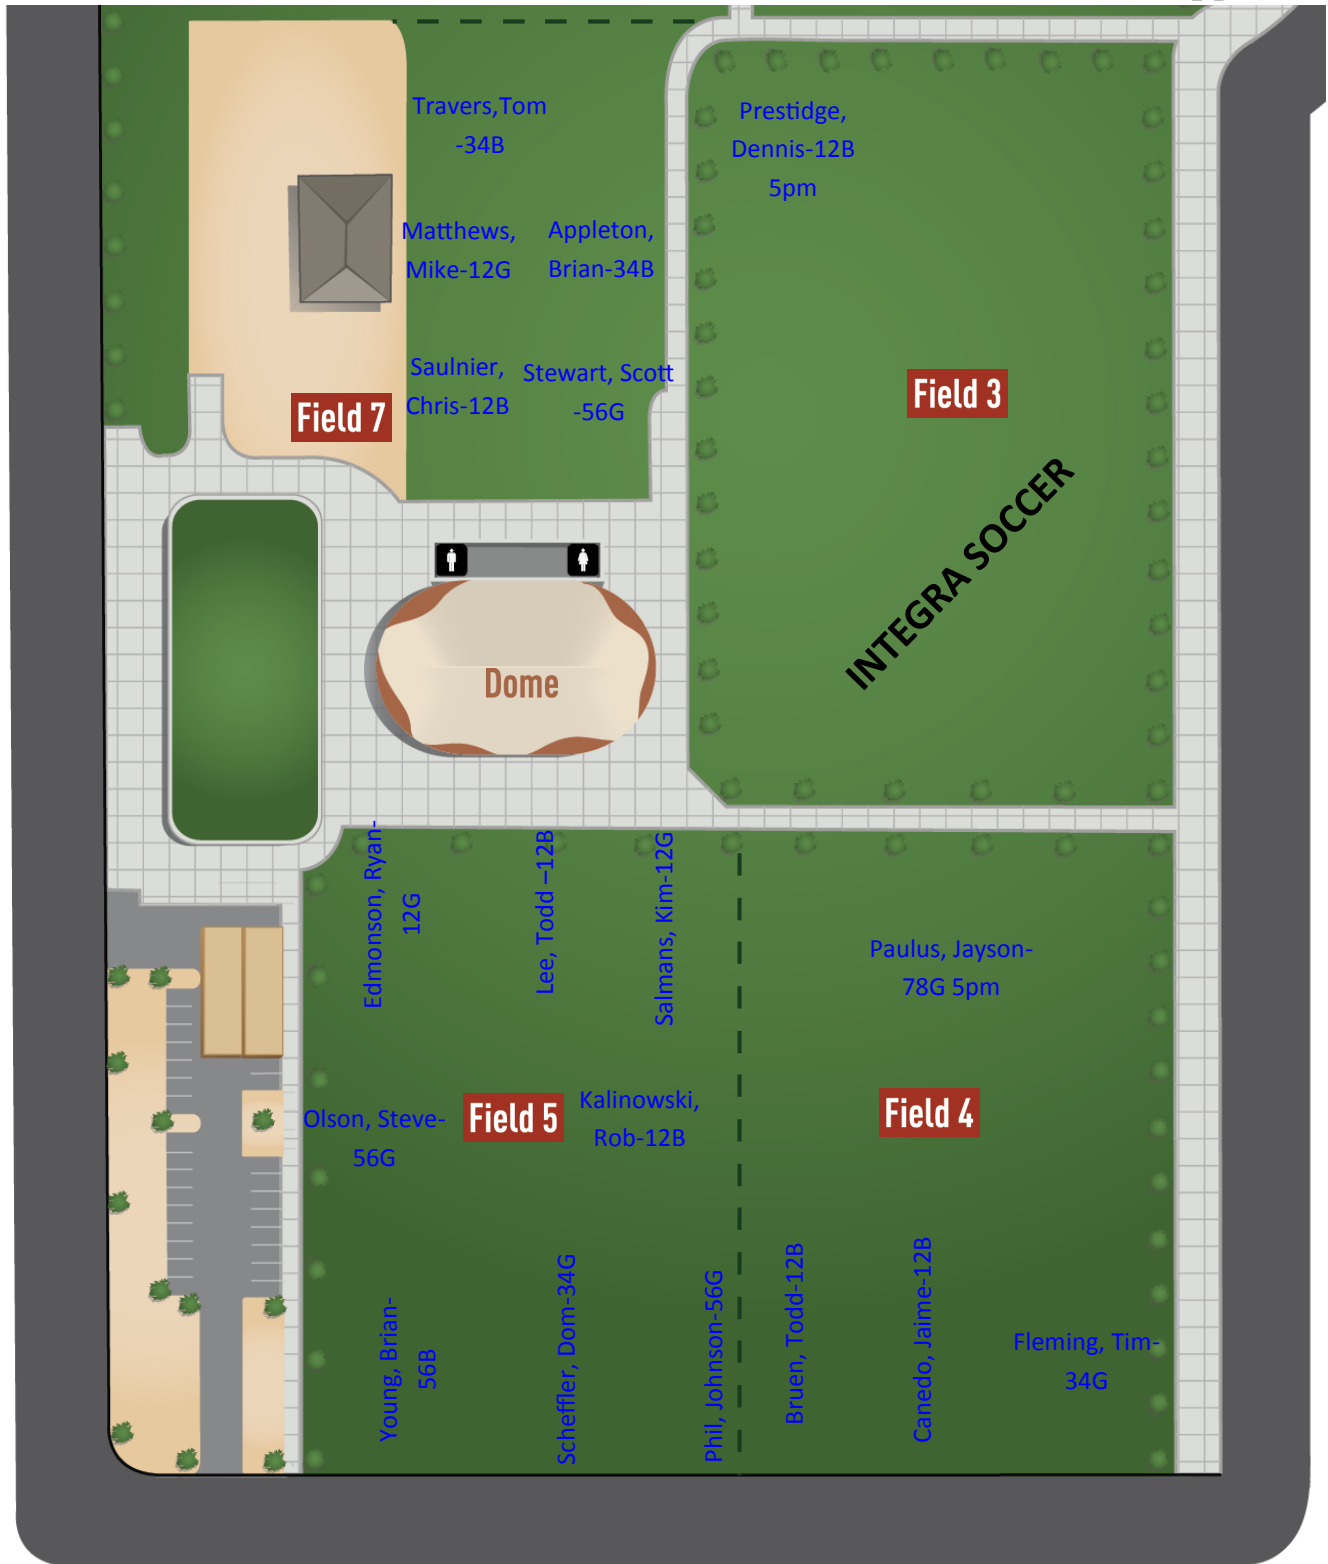 Travers,Tom
-34B
Prestidge,
Dennis-12B
5pm
Matthews,
Mike-12G
Appleton,
Brian-34B
Saulnier,
Chris-12B
Stewart, Scott
-56G
Field 7
Field 3
INTEGRA SOCCER
Dome
Edmonson, Ryan-
12G
Lee, Todd –12B
Salmans, Kim-12G
Paulus, Jayson-
78G 5pm
Olson, Steve-
56G
Field 5
Kalinowski,
Rob-12B
Field 4
Young, Brian-
56B
Scheffler, Dom-34G
Phil, Johnson-56G
Bruen, Todd-12B
Canedo, Jaime-12B
Fleming, Tim-
34G